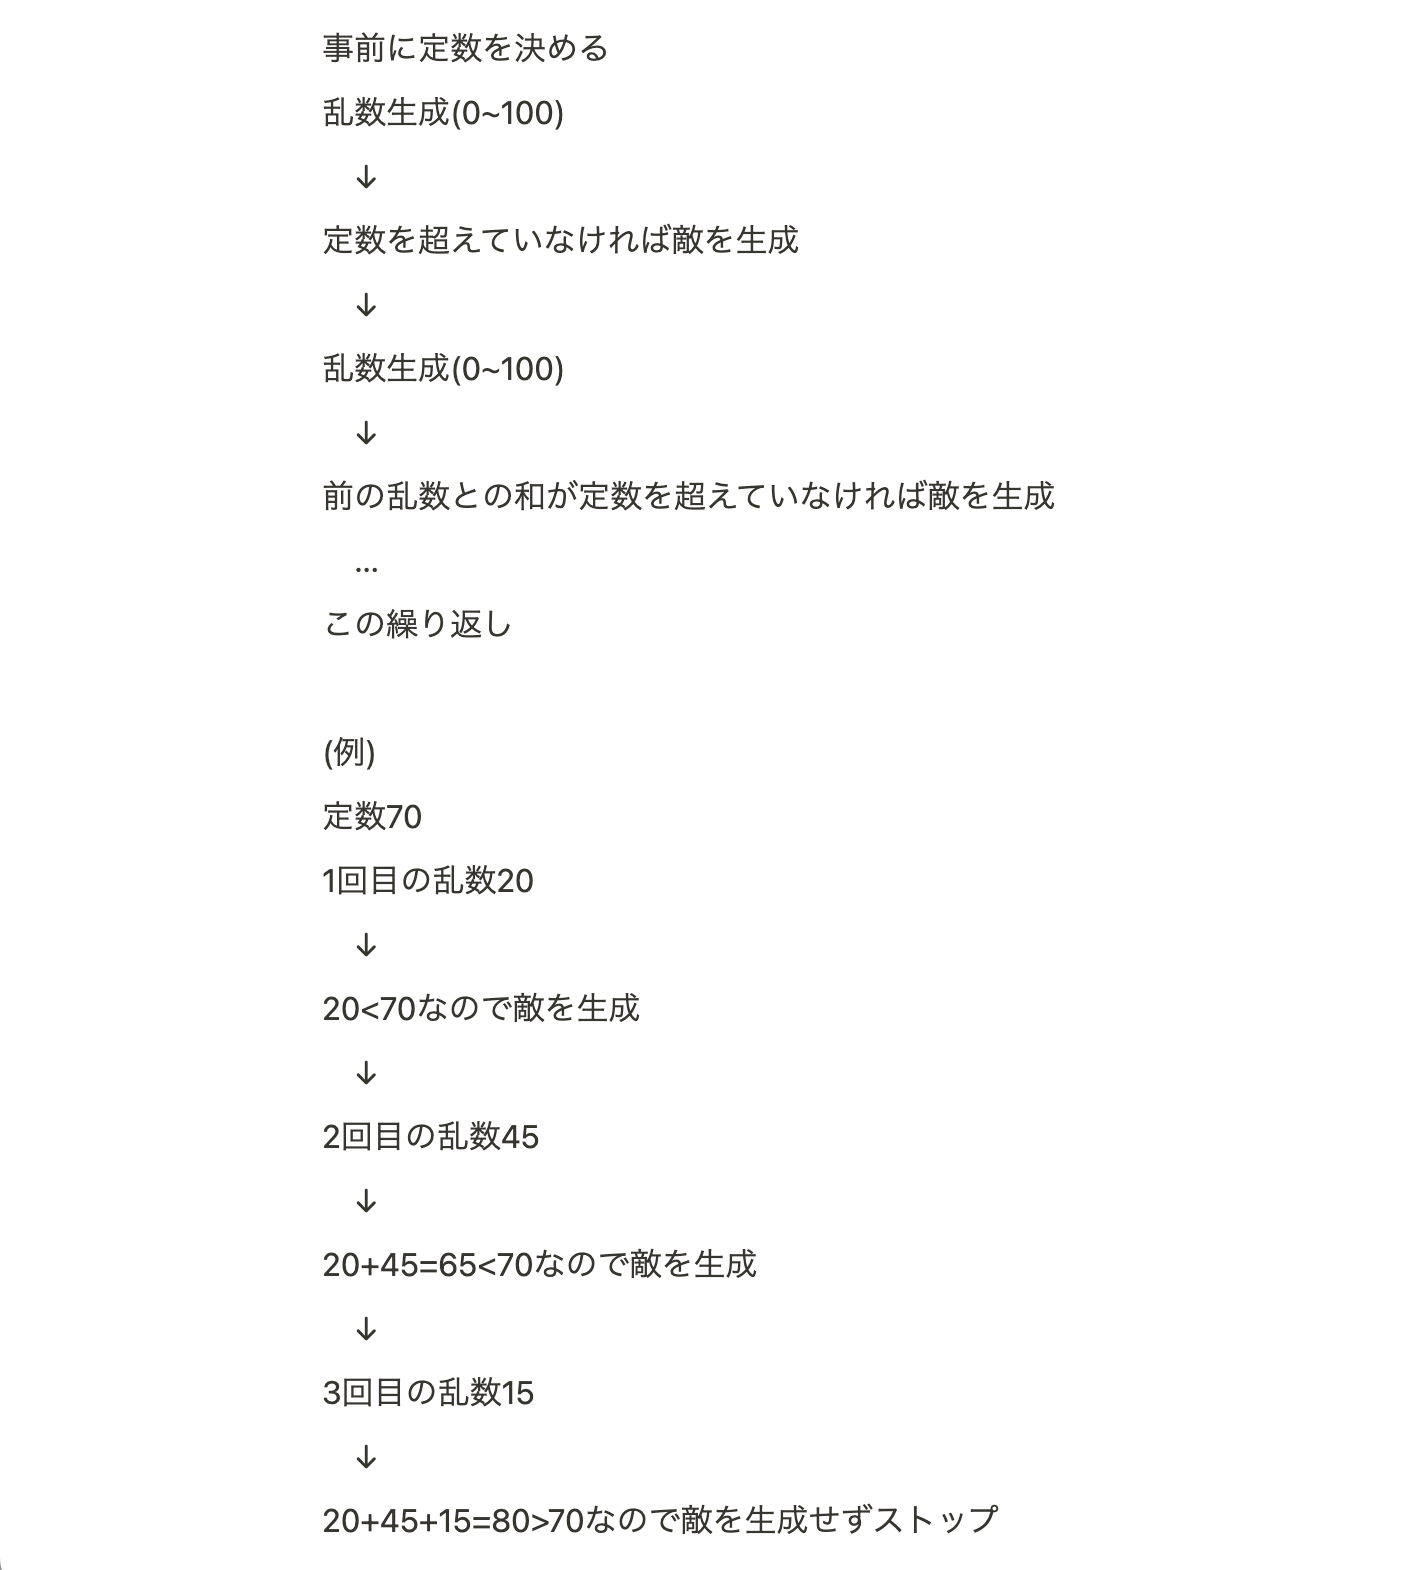 事前に定数を決める
乱数生成(0~100)
↓
定数を超えていなければ敵を生成
↓
乱数生成(0~100)
↓
前の乱数との和が定数を超えていなければ敵を生成
...
この繰り返し
(例)
定数70
1回目の乱数20
↓
20<70なので敵を生成
↓
2回目の乱数45
↓
20+45=65<70なので敵を生成
↓
3回目の乱数15
↓
20+45+15=80>70なので敵を生成せずストップ